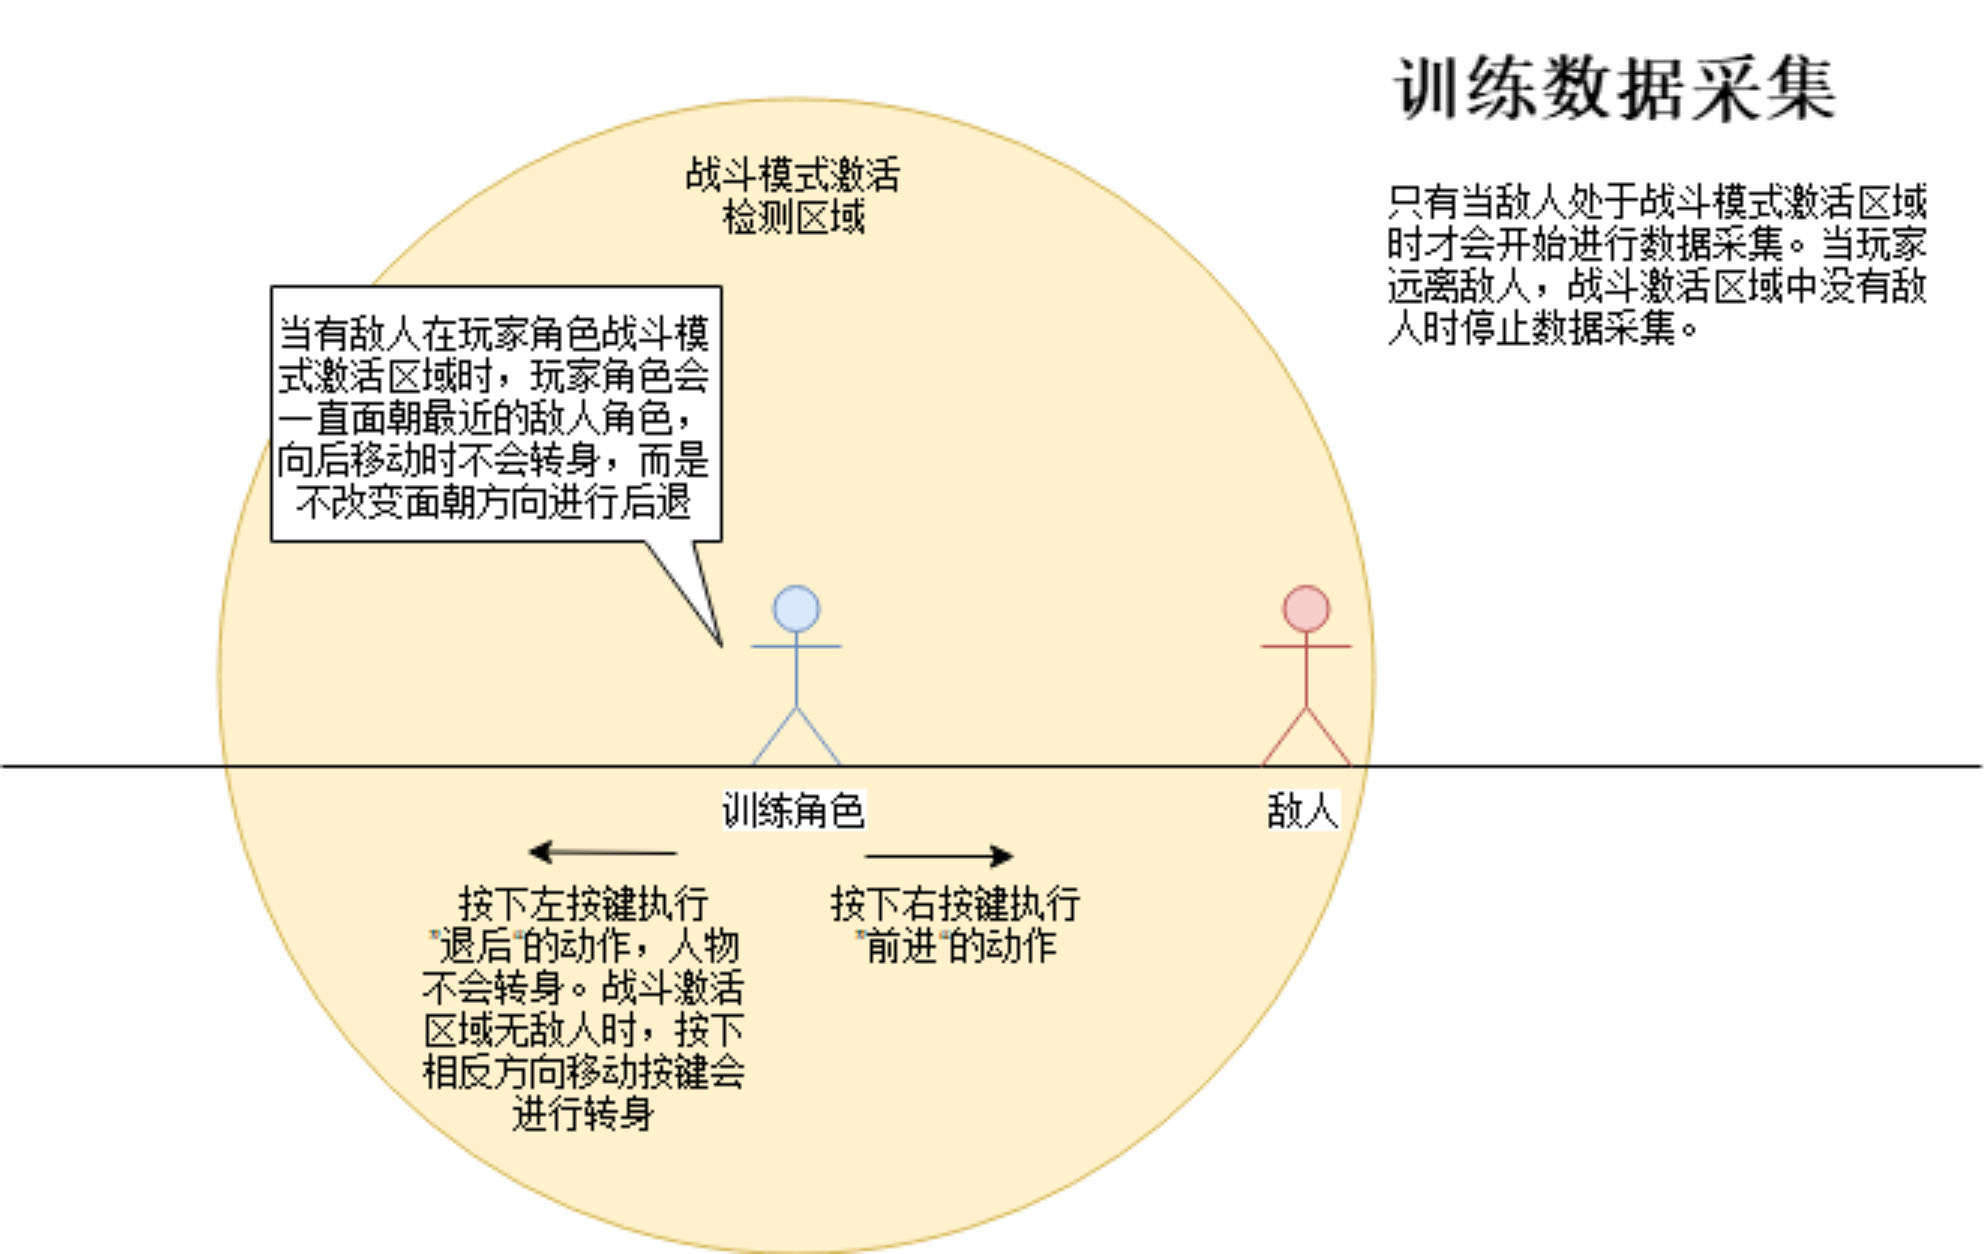 训练数据采集
只有当敌人处于战斗模式激活区域
时才会开始进行数据采集。当玩家
远离敌人，战斗激活区域中没有敌
人时停止数据采集。
战斗模式激活
检测区域
当有敌人在玩家角色战斗模
式激活区域时，玩家角色会
一直面朝最近的敌人角色，
向后移动时不会转身，而是
不改变面朝方向进行后退
训练角色
敌人
按下左按键执行
"退后"的动作，人物
不会转身。战斗激活
区域无敌人时，按下
相反方向移动按键会
进行转身
按下右按键执行
"前进"的动作